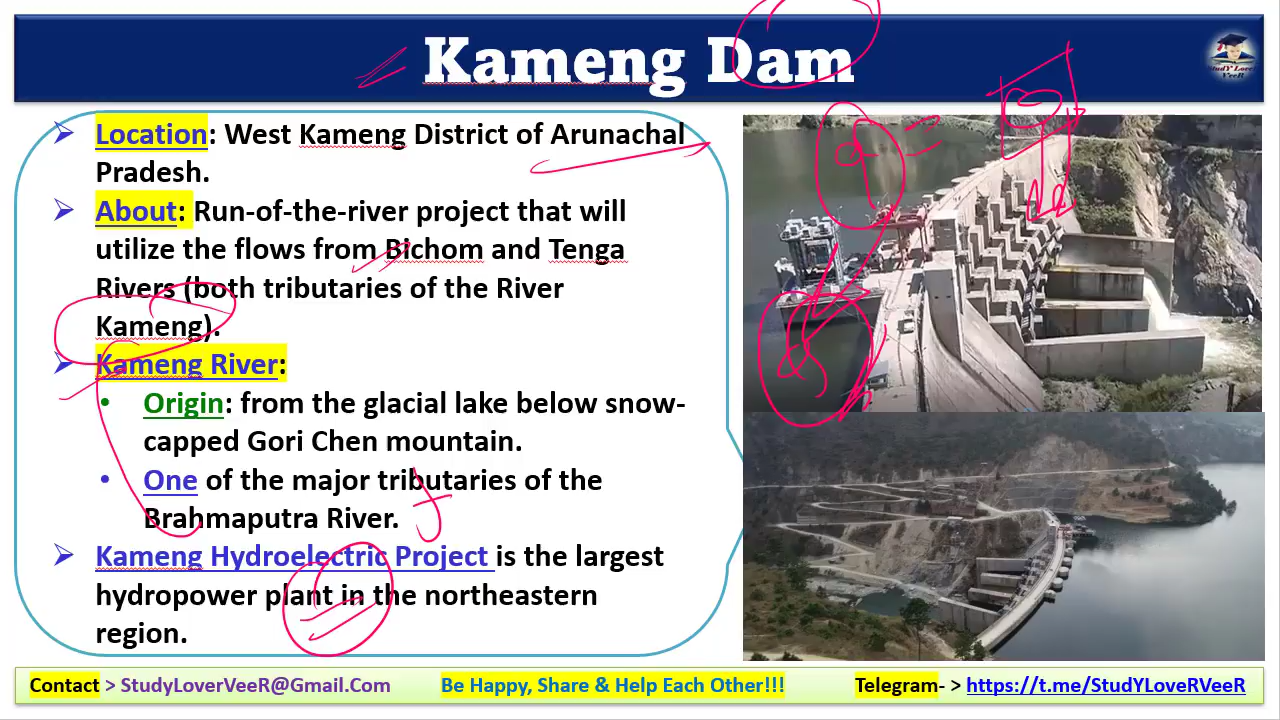 Kameng Dam
StudY Love
VeeR
Location: West Kameng District of Arunachal
Pradesh.
About: Run-of-the-river project that will
utilize the flows from Bichom and Tenga
Rivers (both tributaries of the River
Kameng).
Kameng River:
Origin: from the glacial lake below snow-
capped Gori Chen mountain.
One of the major tributaries of the
Brahmaputra River.
Kameng Hydroelectric Project is the largest
hydropower plant in the northeastern
region.
Contact > StudyLoverVeeR@Gmail.Com
Be Happy, Share & Help Each Other!!!
Telegram- > https://t.me/StudYLoveRVeeR